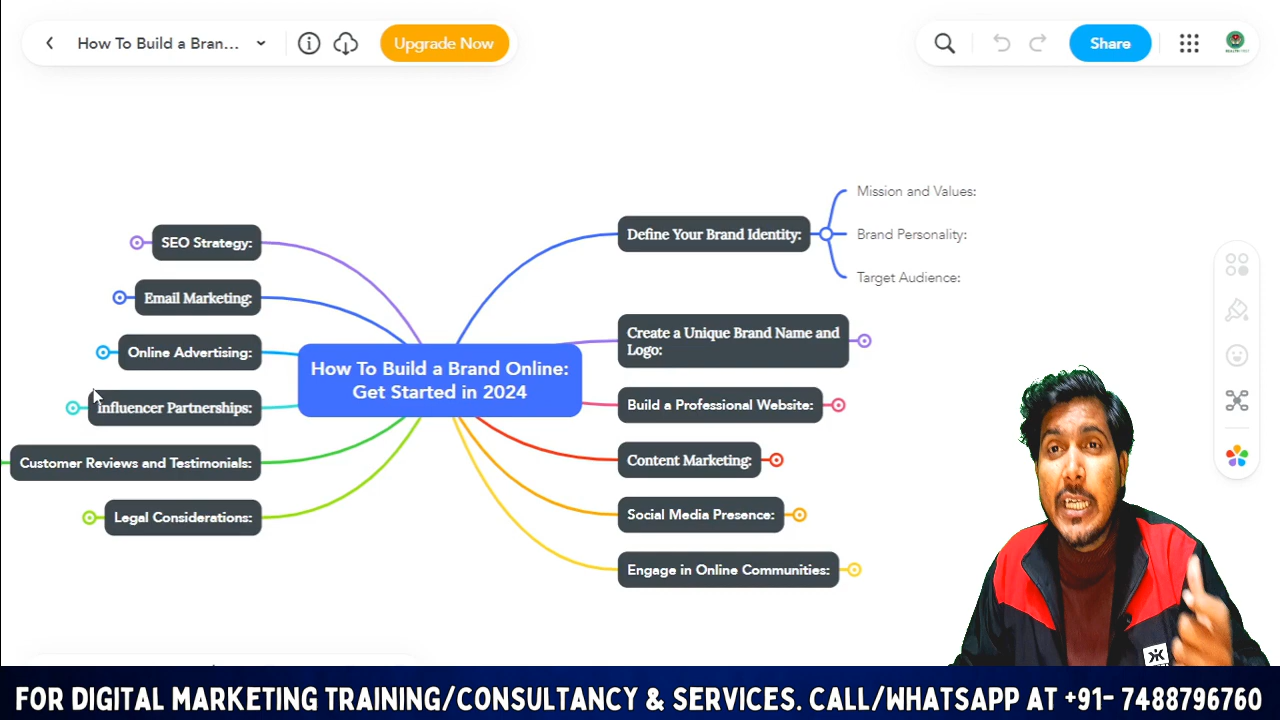 How To Build a Bran...
Upgrade Now
Share
SEO Strategy:
Email Marketing:
Online Advertising:
Influencer Partnerships:
Customer Reviews and Testimonials:
Legal Considerations:
How To Build a Brand Online:
Get Started in 2024
Define Your Brand Identity:
Mission and Values:
Brand Personality:
Target Audience:
Create a Unique Brand Name and
Logo:
Build a Professional Website:
Content Marketing:
Social Media Presence:
Engage in Online Communities:
FOR DIGITAL MARKETING TRAINING/CONSULTANCY & SERVICES. CALL/WHATSAPP AT +91- 7488796760